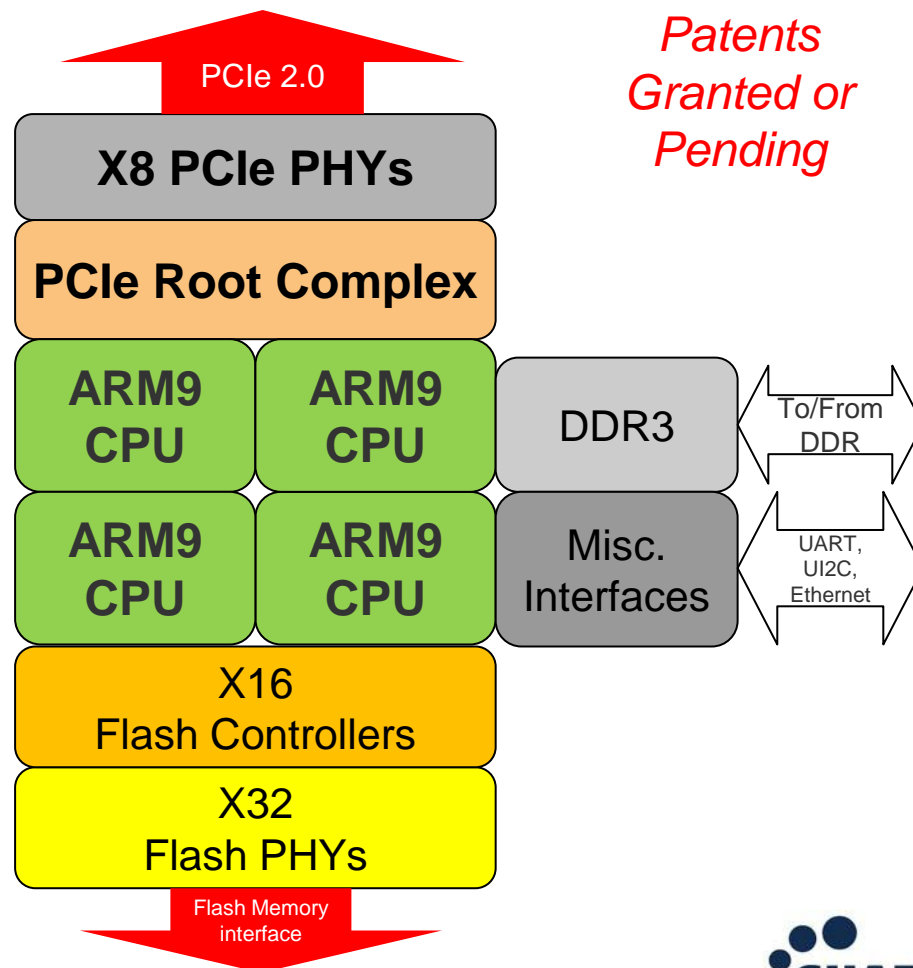 PCIe 2.0
Patents
Granted or
Pending
X8 PCIe PHYs
PCIe Root Complex
ARM9
CPU
ARM9
CPU
DDR3
To/From
DDR
ARM9
CPU
ARM9
CPU
Misc.
Interfaces
UART,
UI2C,
Ethernet
X16
Flash Controllers
X32
Flash PHYs
Flash Memory
interface